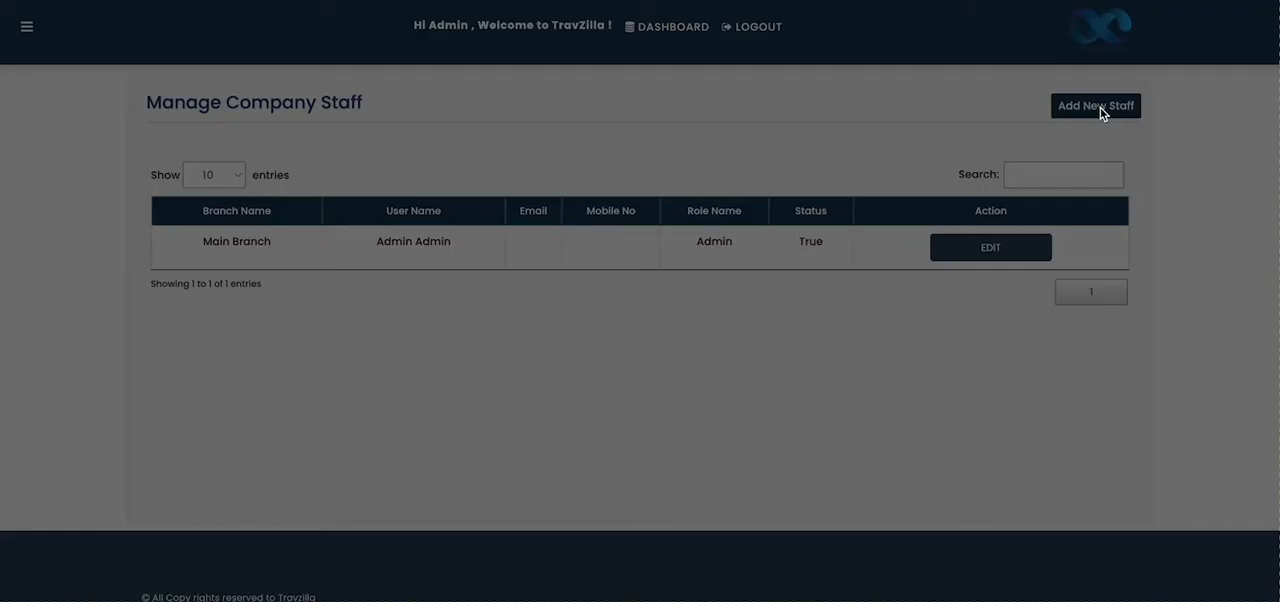 Hi Admin , Welcome to TravZilla !
DASHBOARD
LOGOUT
Manage Company Staff
Add New Staff
Show 10 entries
Search:
Branch Name User Name Email Mobile No Role Name Status Action
Main Branch Admin Admin Admin True EDIT
Showing 1 to 1 of 1 entries
1
© All Copy rights reserved to Travzilla